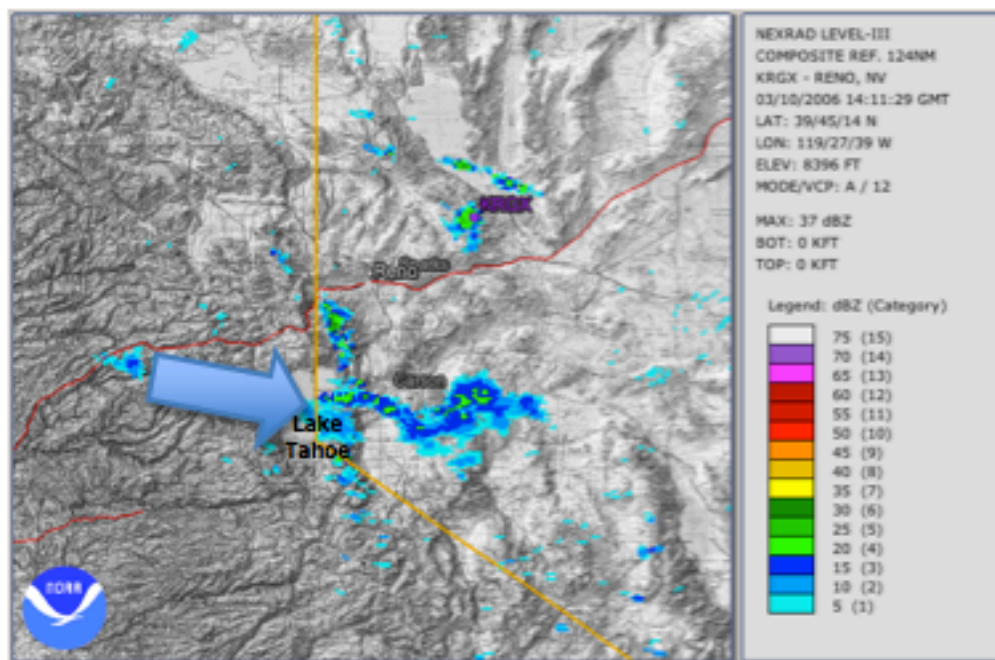 KRGX
Reno
Carson
Lake
Tahoe
NOAA
NEXRAD LEVEL-III
COMPOSITE REF. 124NM
KRGX - RENO, NV
03/10/2006 14:11:29 GMT
LAT: 39/45/14 N
LON: 119/27/39 W
ELEV: 8396 FT
MODE/VCP: A / 12
MAX: 37 dBZ
BOT: 0 KFT
TOP: 0 KFT
Legend: dBZ (Category)
75 (15)
70 (14)
65 (13)
60 (12)
55 (11)
50 (10)
45 (9)
40 (8)
35 (7)
30 (6)
25 (5)
20 (4)
15 (3)
10 (2)
5 (1)